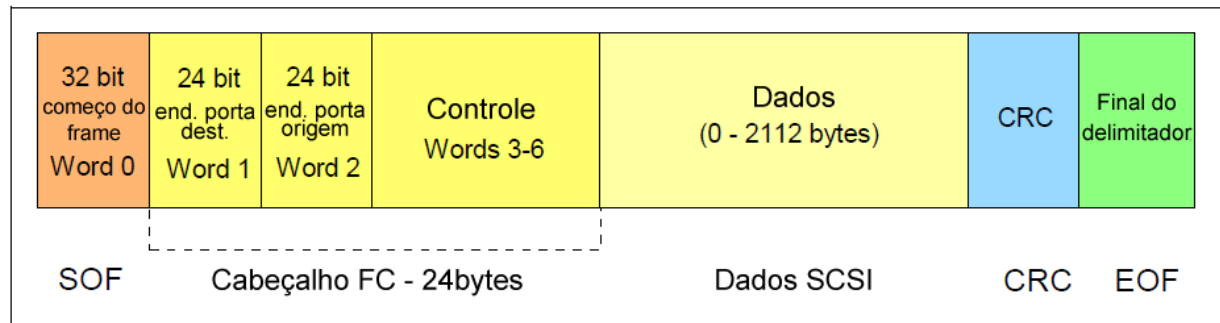 32 bit
começo do
frame
Word 0
24 bit
end. porta
dest.
Word 1
24 bit
end. porta
origem
Word 2
Controle
Words 3-6
Dados
(0 - 2112 bytes)
CRC
Final do
delimitador
SOF
Cabeçalho FC - 24bytes
Dados SCSI
CRC
EOF